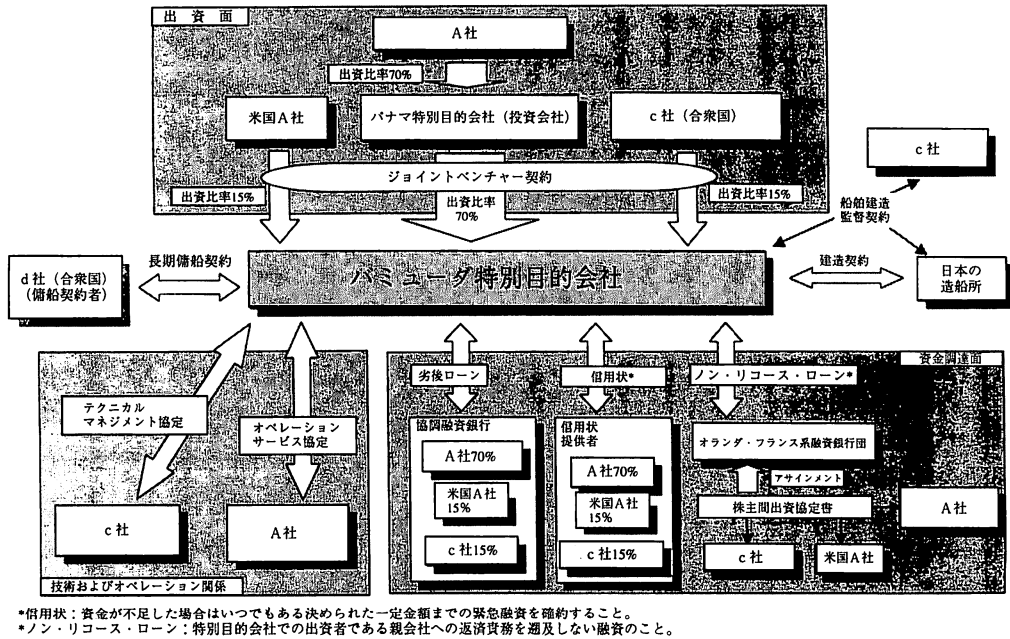 出資面
A社
出資比率70%
米国A社
パナマ特別目的会社（投資会社）
c社（合衆国）
ジョイントベンチャー契約
出資比率15%
出資比率
70%
出資比率15%
c社
船舶建造
監督契約
d社（合衆国）
（傭船契約者）
長期傭船契約
バミューダ特別目的会社
建造契約
日本の
造船所
テクニカル
マネジメント協定
オペレーション
サービス協定
c社
A社
技術およびオペレーション関係
資金調達面
劣後ローン
信用状*
ノン・リコース・ローン*
協調融資銀行
A社70%
米国A社
15%
c社15%
信用状
提供者
A社70%
米国A社
15%
c社15%
オランダ・フランス系融資銀行団
アサインメント
株主間出資協定書
c社
米国A社
A社
*信用状：資金が不足した場合はいつでもある決められた一定金額までの緊急融資を確約すること。
*ノン・リコース・ローン：特別目的会社での出資者である親会社への返済責務を遡及しない融資のこと。